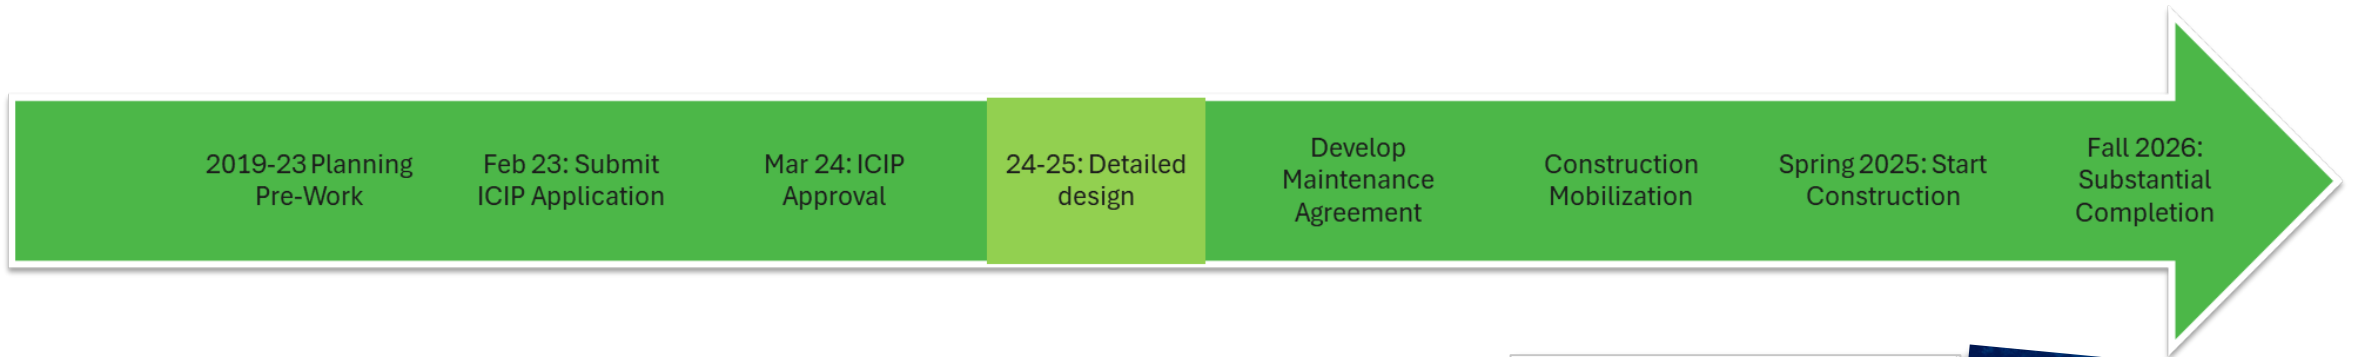 2019-23 Planning
Pre-Work
Feb 23: Submit
ICIP Application
Mar 24: ICIP
Approval
24-25: Detailed
design
Develop
Maintenance
Agreement
Construction
Mobilization
Spring 2025: Start
Construction
Fall 2026:
Substantial
Completion